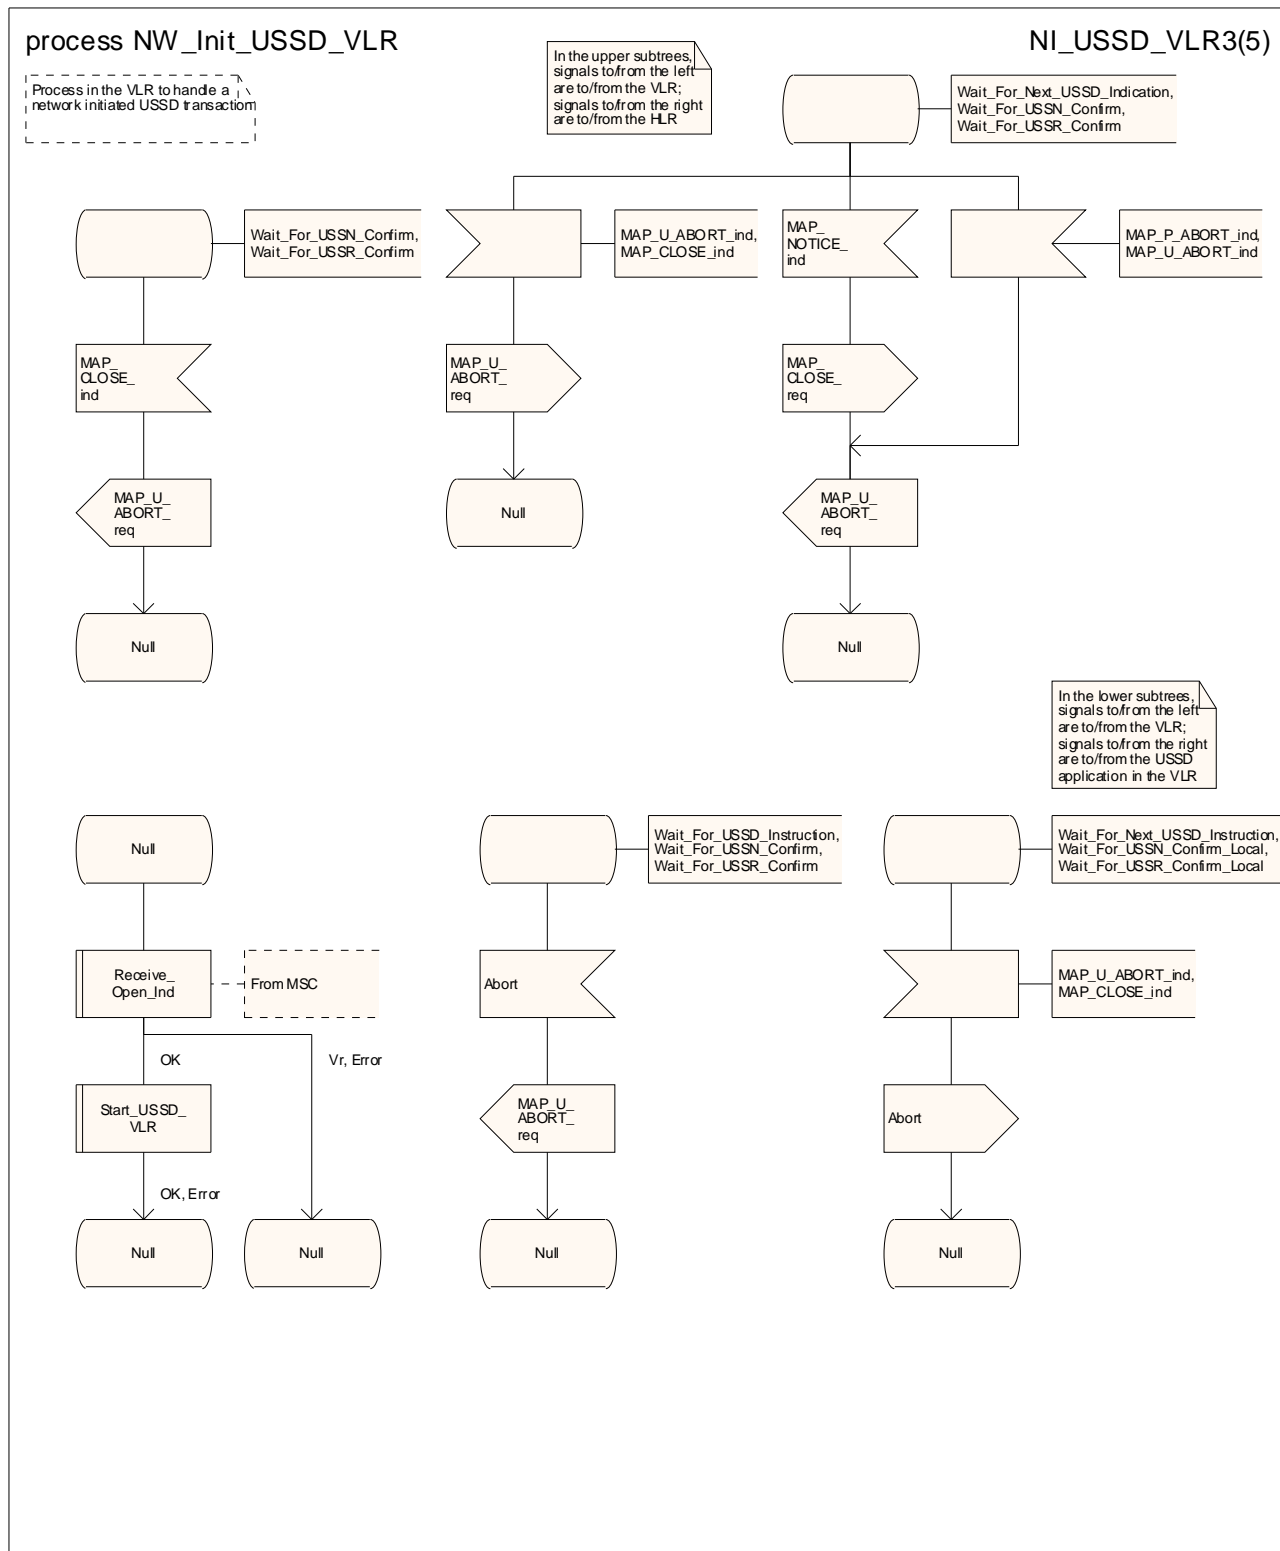 process NW_Init_USSD_VLR
NI_USSD_VLR3(5)
Process in the VLR to handle a
network initiated USSD transaction
In the upper subtrees,
signals to/from the left
are to/from the VLR;
signals to/from the right
are to/from the HLR
Wait_For_Next_USSD_Indication,
Wait_For_USSN_Confirm,
Wait_For_USSR_Confirm
Wait_For_USSN_Confirm,
Wait_For_USSR_Confirm
MAP_U_ABORT_ind,
MAP_CLOSE_ind
MAP_
NOTICE_
ind
MAP_P_ABORT_ind,
MAP_U_ABORT_ind
MAP_
CLOSE_
ind
MAP_U_
ABORT_
req
MAP_
CLOSE_
req
MAP_U_
ABORT_
req
Null
MAP_U_
ABORT_
req
Null
Null
In the lower subtrees,
signals to/from the left
are to/from the VLR;
signals to/from the right
are to/from the USSD
application in the VLR
Null
Wait_For_USSD_Instruction,
Wait_For_USSN_Confirm,
Wait_For_USSR_Confirm
Wait_For_Next_USSD_Instruction,
Wait_For_USSN_Confirm_Local,
Wait_For_USSR_Confirm_Local
Receive_
Open_Ind
From MSC
Abort
MAP_U_ABORT_ind,
MAP_CLOSE_ind
OK
Vr, Error
Start_USSD_
VLR
MAP_U_
ABORT_
req
Abort
OK, Error
Null
Null
Null
Null